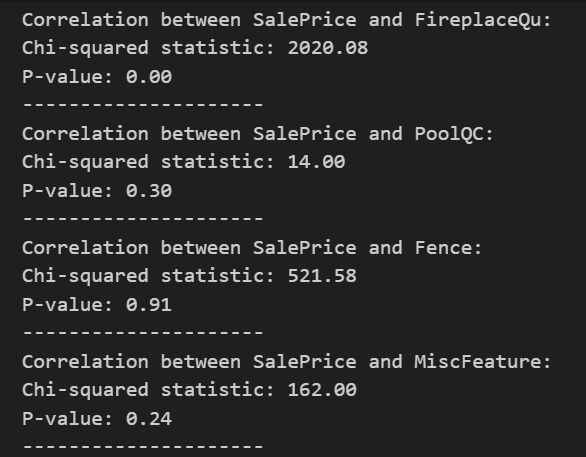 Correlation between SalePrice and FireplaceQu:
Chi-squared statistic: 2020.08
P-value: 0.00
---------------------
Correlation between SalePrice and PoolQC:
Chi-squared statistic: 14.00
P-value: 0.30
---------------------
Correlation between SalePrice and Fence:
Chi-squared statistic: 521.58
P-value: 0.91
---------------------
Correlation between SalePrice and MiscFeature:
Chi-squared statistic: 162.00
P-value: 0.24
---------------------